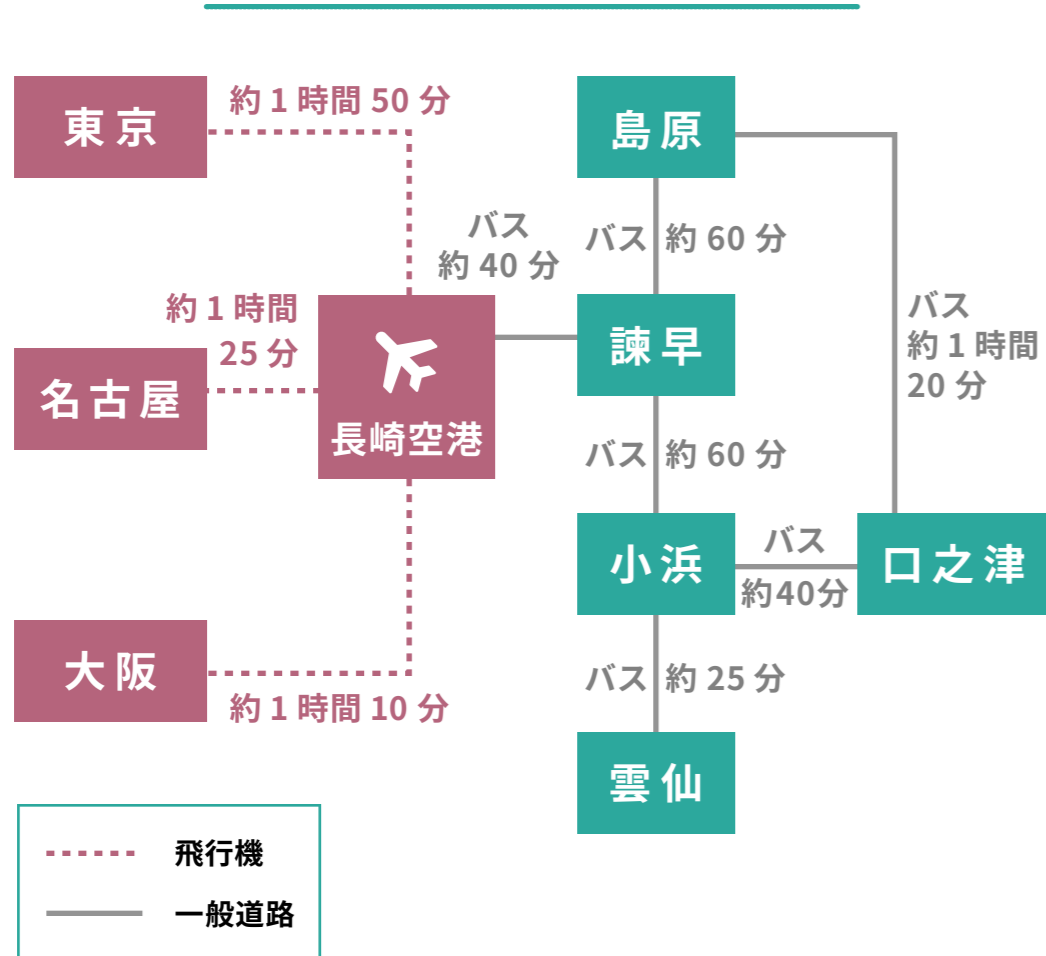 東京
約 1 時間 50 分
島原
バス
約 40 分
バス 約 60 分
約 1 時間
25 分
名古屋
長崎空港
諫早
バス
約 1 時間
20 分
バス 約 60 分
小浜
バス
約40分
口之津
大阪
約 1 時間 10 分
バス 約 25 分
雲仙
飛行機
一般道路